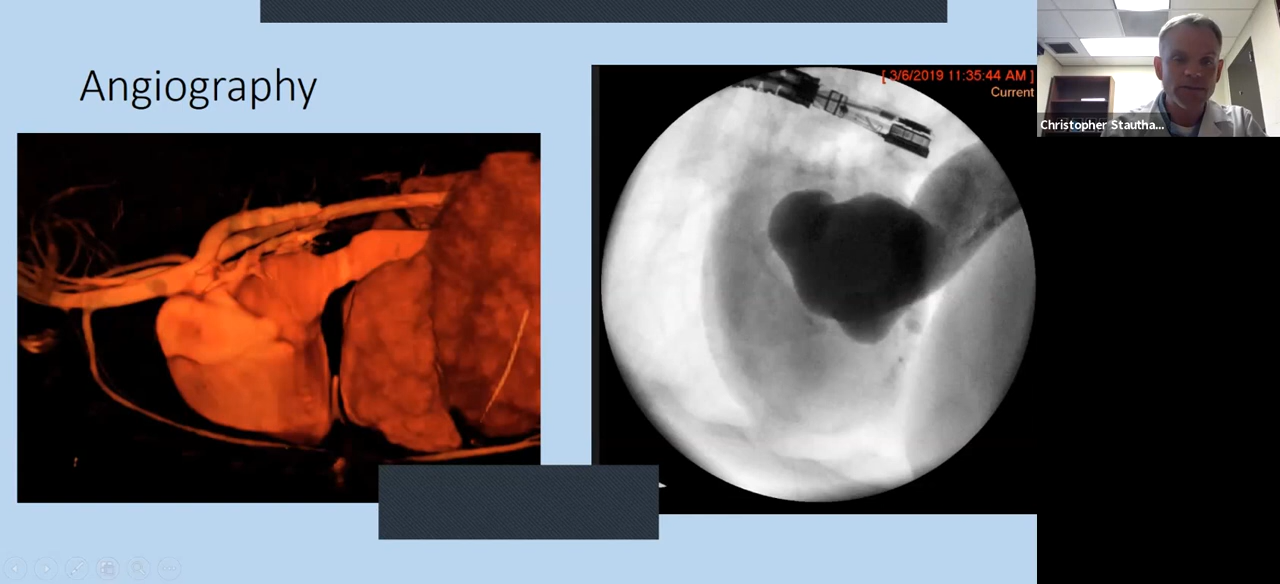 Angiography
[ 3/6/2019 11:35:44 AM ]
Current
Christopher Stautha...